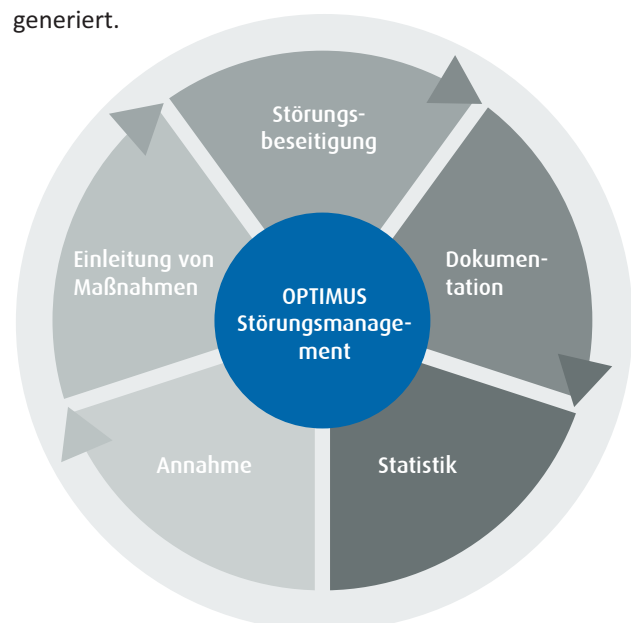 generiert.
Störungs-
beseitigung
Einleitung von
Maßnahmen
Dokumen-
tation
OPTIMUS
Störungsmanage-
ment
Annahme
Statistik